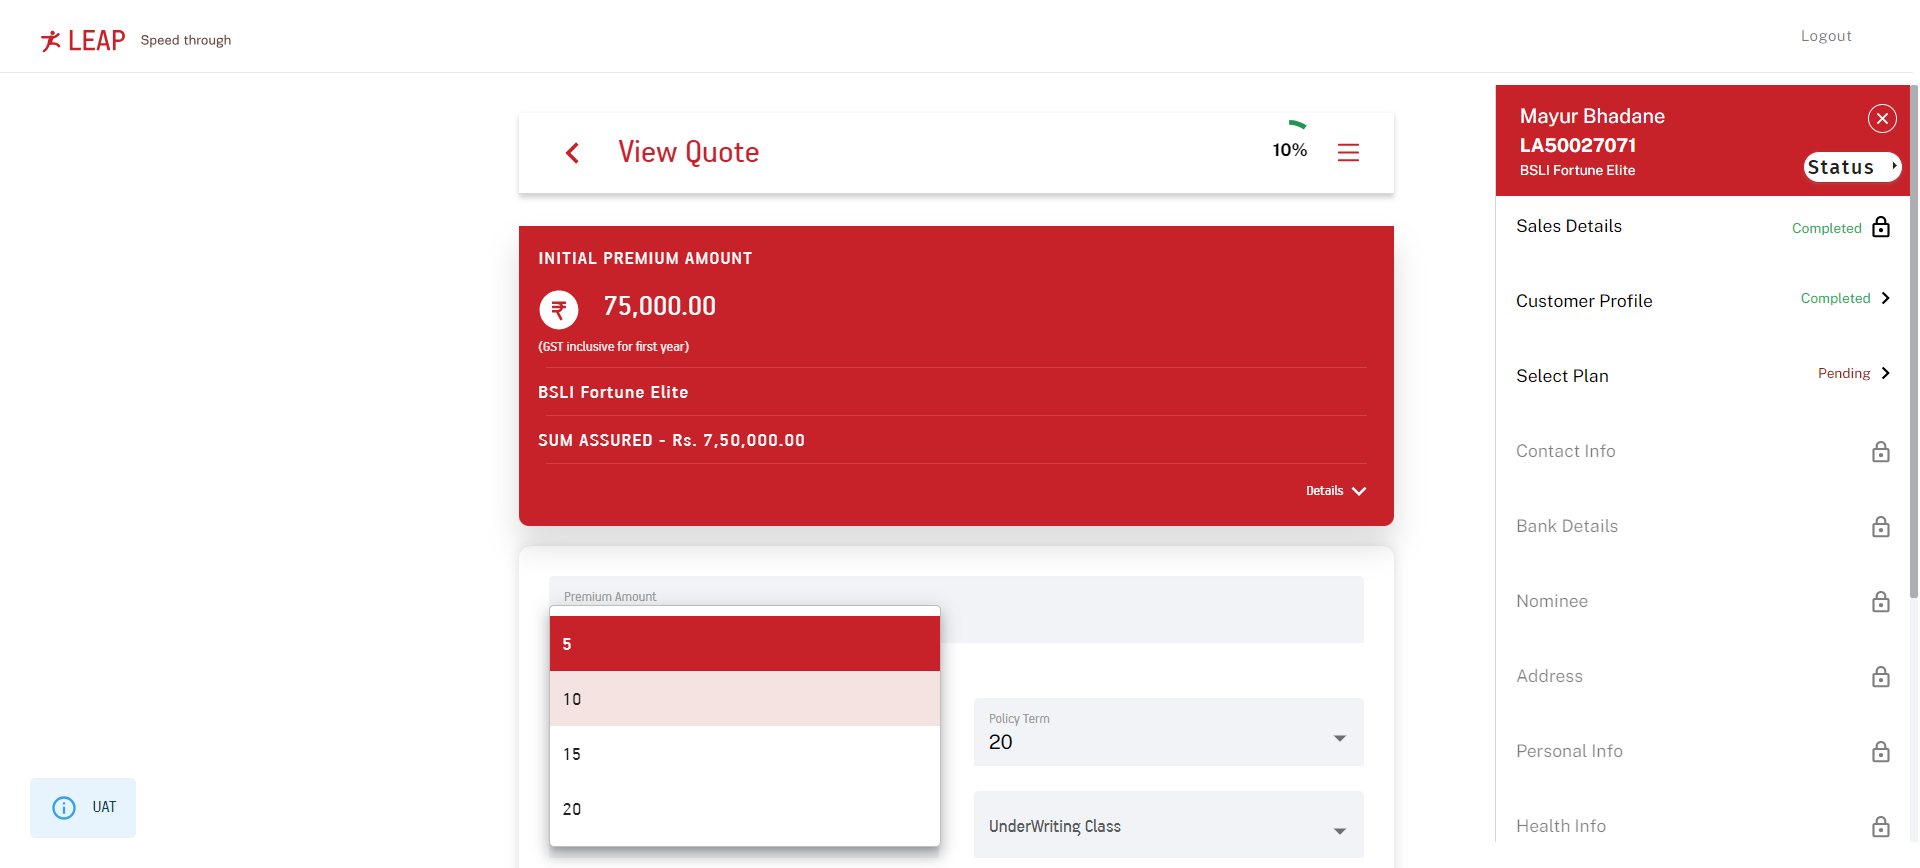 LEAP Speed through
Logout
View Quote
10%
INITIAL PREMIUM AMOUNT
₹ 75,000.00
(GST inclusive for first year)
BSLI Fortune Elite
SUM ASSURED - Rs. 7,50,000.00
Details
Premium Amount
5
10
15
20
Policy Term
20
UnderWriting Class
UAT
Mayur Bhadane
LA50027071
BSLI Fortune Elite
Status
Sales Details Completed
Customer Profile Completed
Select Plan Pending
Contact Info
Bank Details
Nominee
Address
Personal Info
Health Info